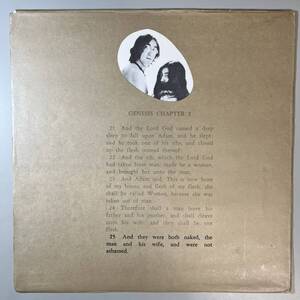 GENESIS CHAPTER 2
21 And the Lord God caused a deep
sleep to fall upon Adam, and he slept:
and he took one of his ribs, and closed
up the flesh instead thereof:
22 And the rib, which the Lord God
had taken from man, made he a woman,
and brought her unto the man.
23 And Adam said, This is now bone
of my bones, and flesh of my flesh: she
shall be called Woman, because she was
taken out of man.
24 Therefore shall a man leave his
father and his mother, and shall cleave
unto his wife: and they shall be one
flesh.
25 And they were both naked, the
man and his wife, and were not
ashamed.